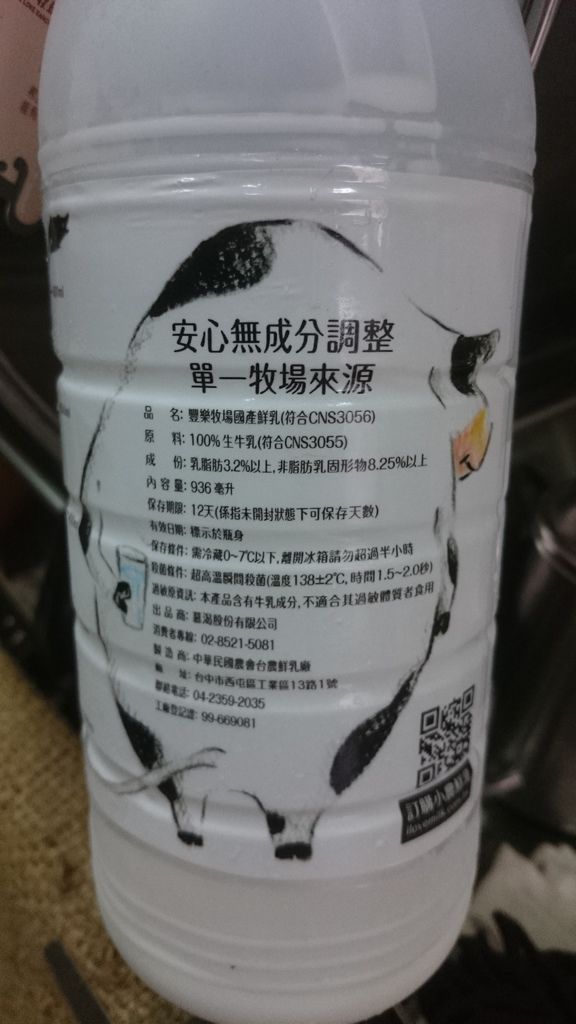 安心無成分調整
單一牧場來源
品 名: 豐樂牧場國產鮮乳(符合CNS3056)
原 料: 100%生牛乳(符合CNS3055)
成 份: 乳脂肪3.2%以上,非脂肪乳固形物8.25%以上
內容量: 936毫升
保存期限: 12天(係指未開封狀態下可保存天數)
有效日期: 標示於瓶身
保存條件: 需冷藏0~7℃以下,離開冰箱請勿超過半小時
殺菌條件: 超高溫瞬間殺菌(溫度138±2℃,時間1.5~2.0秒)
過敏原資訊: 本產品含有牛乳成分,不適合其過敏體質者食用
出品商: 慕渴股份有限公司
消費者專線: 02-8521-5081
製造商: 中華民國農會台農鮮乳廠
廠 址: 台中市西屯區工業區13路1號
聯絡電話: 04-2359-2035
工廠登記證: 99-669081
訂購小農鮮乳
ilovemilk.com.tw